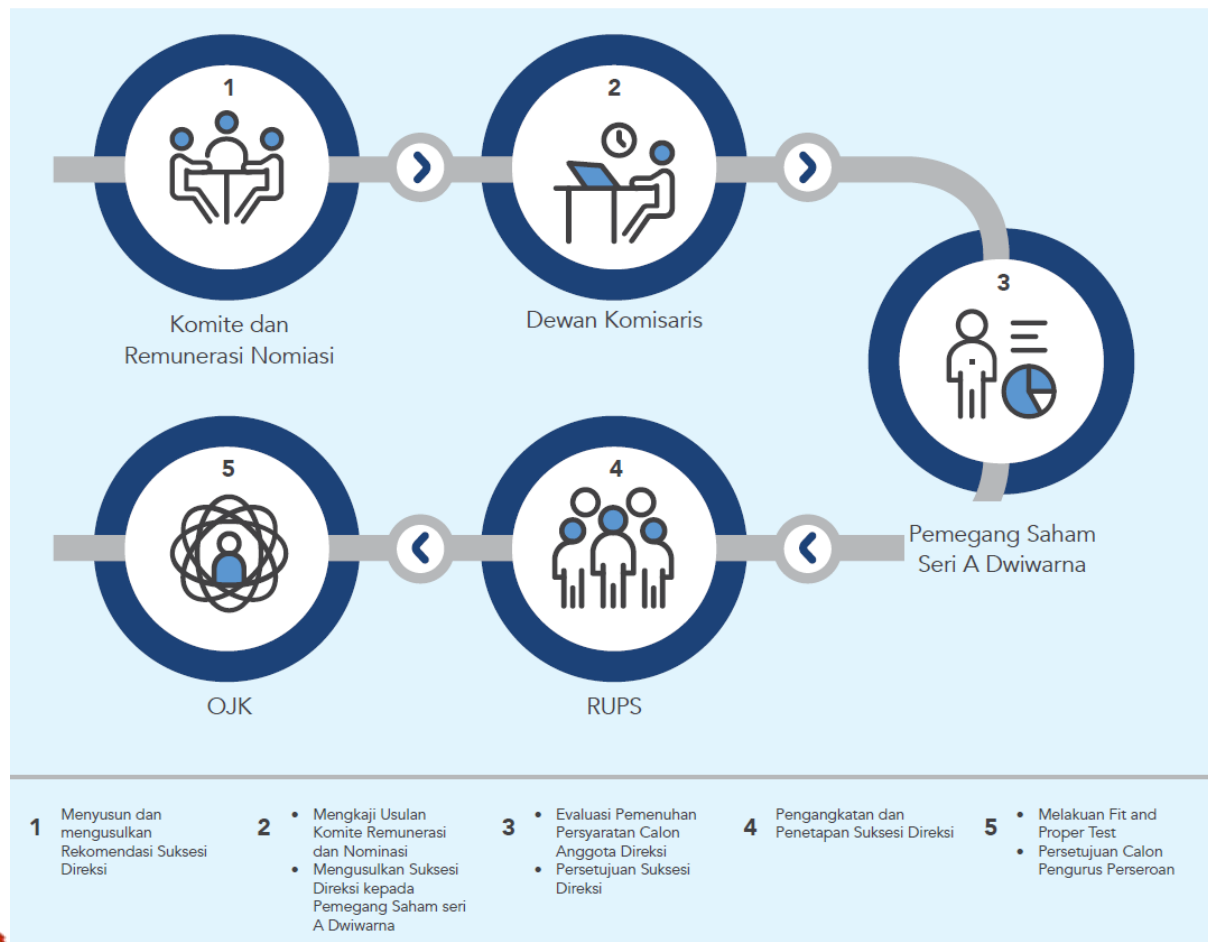 1
2
Komite dan
Remunerasi Nomiasi
Dewan Komisaris
3
Pemegang Saham
Seri A Dwiwarna
5
4
OJK
RUPS
1
Menyusun dan
mengusulkan
Rekomendasi Suksesi
Direksi
2
• Mengkaji Usulan
Komite Remunerasi
dan Nominasi
• Mengusulkan Suksesi
Direksi kepada
Pemegang Saham seri
A Dwiwarna
3
• Evaluasi Pemenuhan
Persyaratan Calon
Anggota Direksi
• Persetujuan Suksesi
Direksi
4
Pengangkatan dan
Penetapan Suksesi Direksi
5
• Melakuan Fit and
Proper Test
• Persetujuan Calon
Pengurus Perseroan